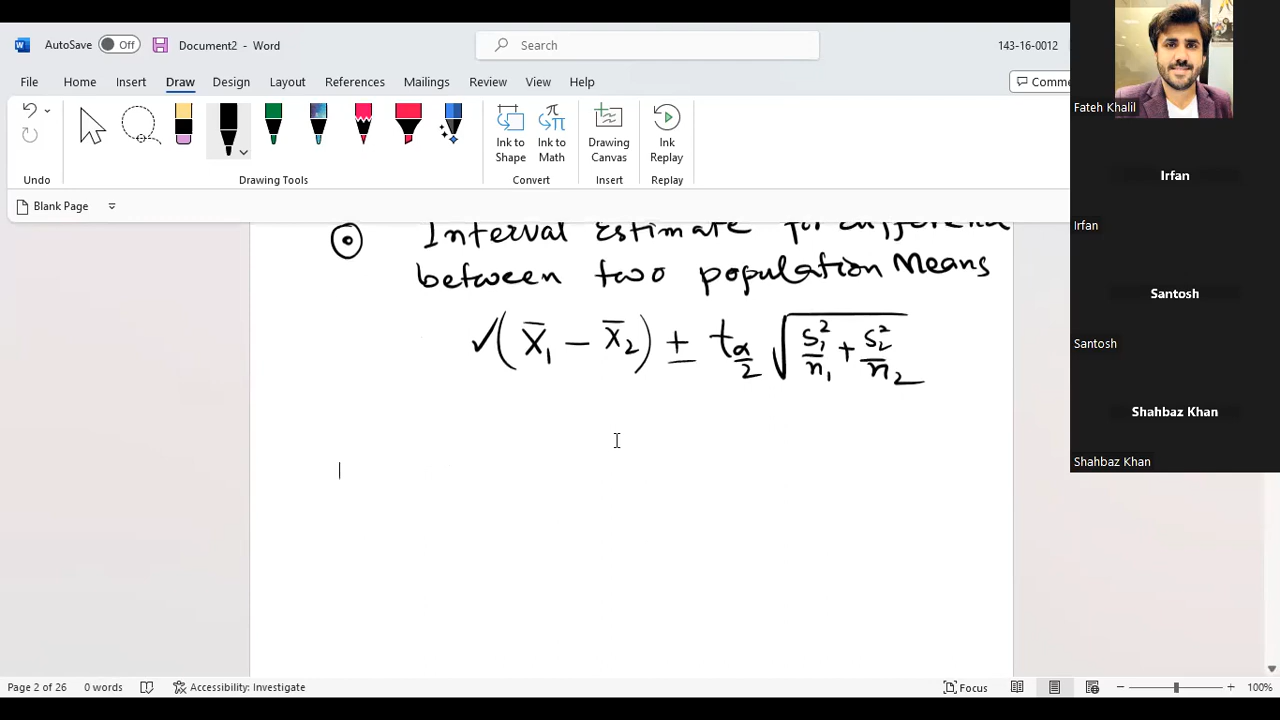 AutoSave Off Document2 - Word Search 143-16-0012
File Home Insert Draw Design Layout References Mailings Review View Help Comme
Undo
Ink to Shape
Ink to Math
Drawing Canvas
Ink Replay
Drawing Tools Convert Insert Replay
Blank Page
Interval Estimate for
between two population Means
✓(X̄₁ − X̄₂) ± t_α/2 √(s₁²/n₁ + s₂²/n₂)
Fateh Khalil
Irfan
Irfan
Santosh
Santosh
Shahbaz Khan
Shahbaz Khan
Page 2 of 26 0 words Accessibility: Investigate Focus 100%